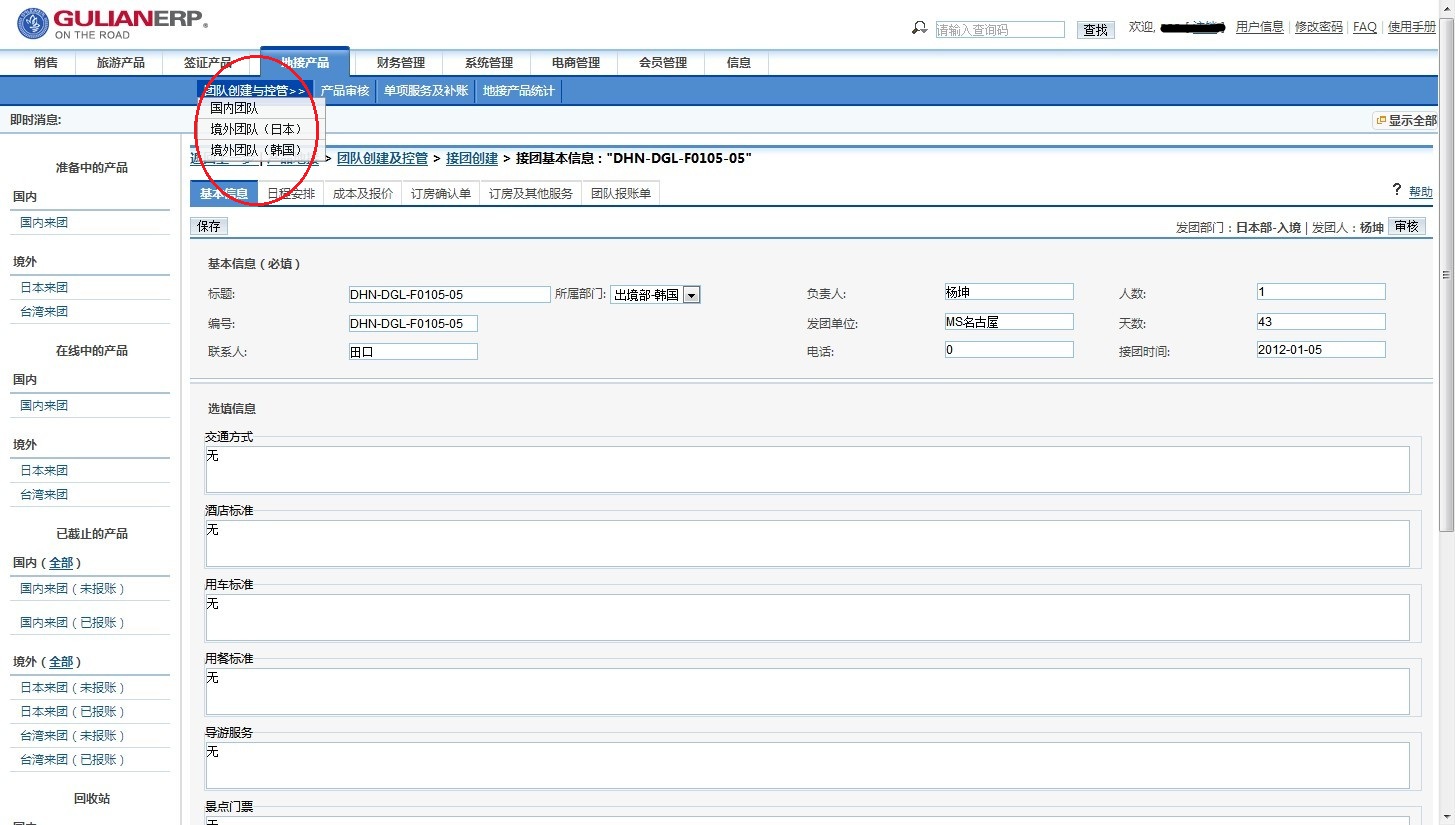 GULIANERP®
ON THE ROAD
请输入查询码 查找 欢迎, 用户信息 | 修改密码 | FAQ | 使用手册
销售 旅游产品 签证产品 地接产品 财务管理 系统管理 电商管理 会员管理 信息
团队创建与控管>> 产品审核 单项服务及补账 地接产品统计
国内团队
境外团队（日本）
境外团队（韩国）
即时消息:
显示全部
> 团队创建及控管 > 接团创建 > 接团基本信息："DHN-DGL-F0105-05"
基本信息 日程安排 成本及报价 订房确认单 订房及其他服务 团队报账单
? 帮助
保存
发团部门：日本部-入境 | 发团人：杨坤 审核
准备中的产品
国内
国内来团
境外
日本来团
台湾来团
在线中的产品
国内
国内来团
境外
日本来团
台湾来团
已截止的产品
国内（全部）
国内来团（未报账）
国内来团（已报账）
境外（全部）
日本来团（未报账）
日本来团（已报账）
台湾来团（未报账）
台湾来团（已报账）
回收站
基本信息（必填）
标题: DHN-DGL-F0105-05 所属部门: 出境部-韩国 负责人: 杨坤 人数: 1
编号: DHN-DGL-F0105-05 发团单位: MS名古屋 天数: 43
联系人: 田口 电话: 0 接团时间: 2012-01-05
选填信息
交通方式
无
酒店标准
无
用车标准
无
用餐标准
无
导游服务
无
景点门票
无